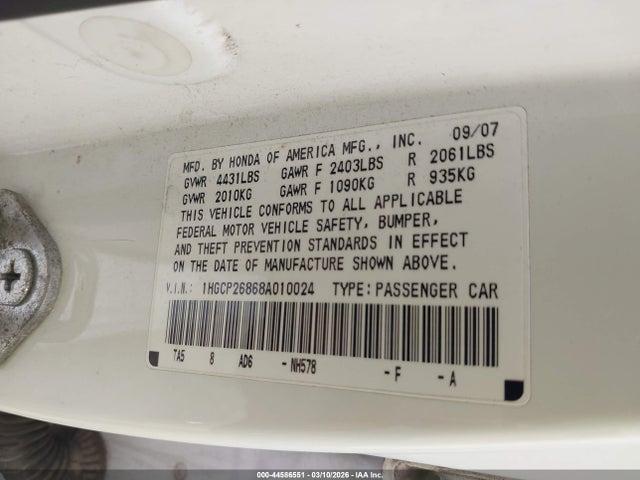 MFD. BY HONDA OF AMERICA MFG., INC. 09/07
GVWR 4431LBS GAWR F 2403LBS R 2061LBS
GVWR 2010KG GAWR F 1090KG R 935KG
THIS VEHICLE CONFORMS TO ALL APPLICABLE
FEDERAL MOTOR VEHICLE SAFETY, BUMPER,
AND THEFT PREVENTION STANDARDS IN EFFECT
ON THE DATE OF MANUFACTURE SHOWN ABOVE.
V.I.N.: 1HGCP26868A010024 TYPE: PASSENGER CAR
TA5 8 AD6 - NH578 - F - A
000-44586551 - 03/10/2026 - IAA Inc.